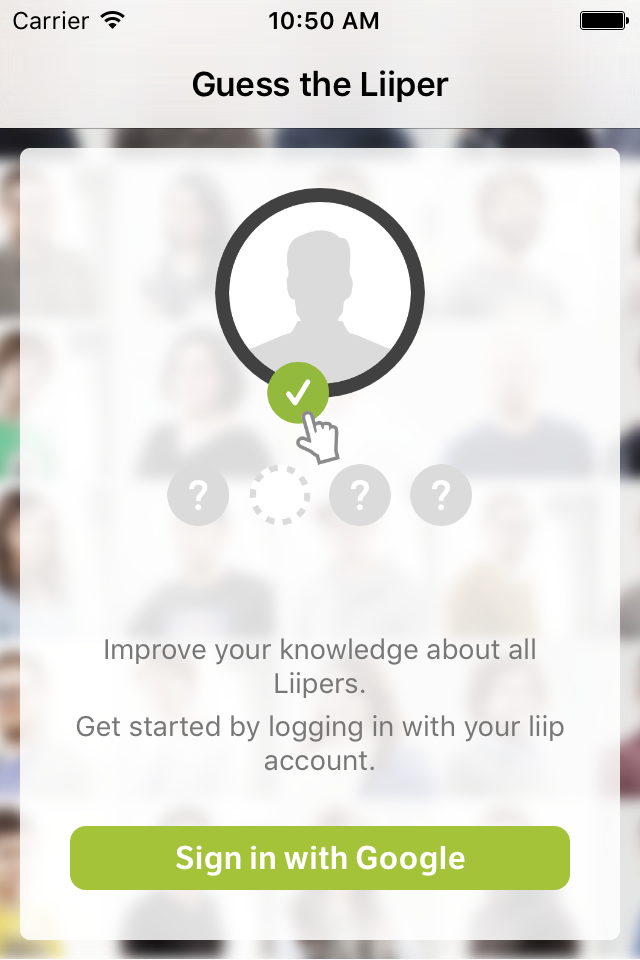 Carrier 10:50 AM
Guess the Liiper
? ? ?
Improve your knowledge about all
Liipers.
Get started by logging in with your liip
account.
Sign in with Google